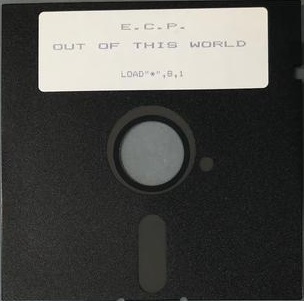 E.C.P.
OUT OF THIS WORLD
LOAD"*",8,1